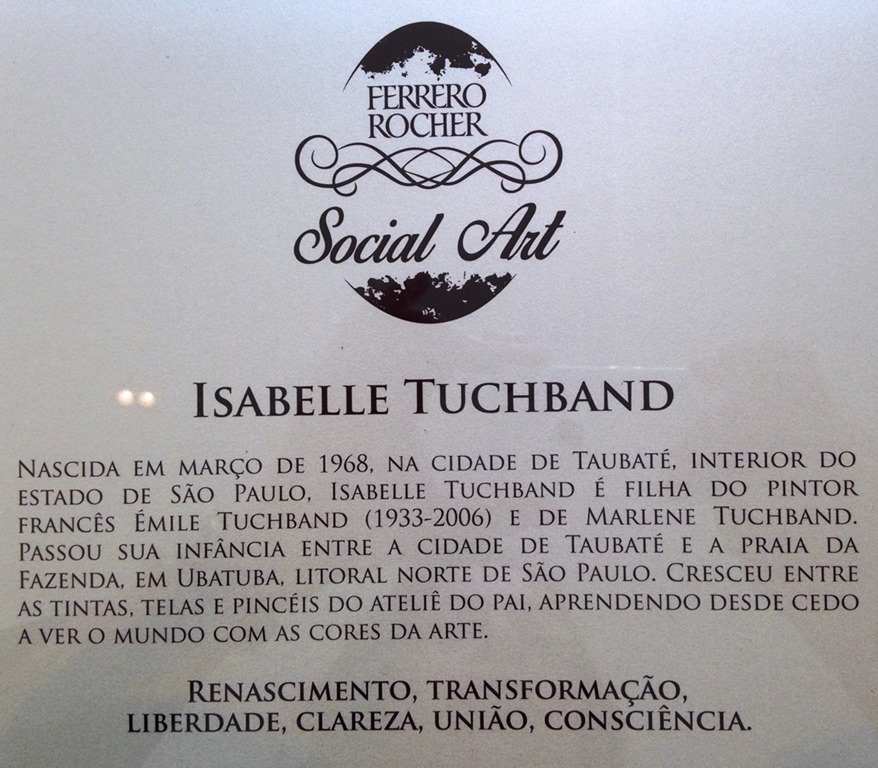 FERRERO
ROCHER
Social Art
ISABELLE TUCHBAND
NASCIDA EM MARÇO DE 1968, NA CIDADE DE TAUBATÉ, INTERIOR DO
ESTADO DE SÃO PAULO, ISABELLE TUCHBAND É FILHA DO PINTOR
FRANCÊS ÉMILE TUCHBAND (1933-2006) E DE MARLENE TUCHBAND.
PASSOU SUA INFÂNCIA ENTRE A CIDADE DE TAUBATÉ E A PRAIA DA
FAZENDA, EM UBATUBA, LITORAL NORTE DE SÃO PAULO. CRESCEU ENTRE
AS TINTAS, TELAS E PINCÉIS DO ATELIÊ DO PAI, APRENDENDO DESDE CEDO
A VER O MUNDO COM AS CORES DA ARTE.
RENASCIMENTO, TRANSFORMAÇÃO,
LIBERDADE, CLAREZA, UNIÃO, CONSCIÊNCIA.